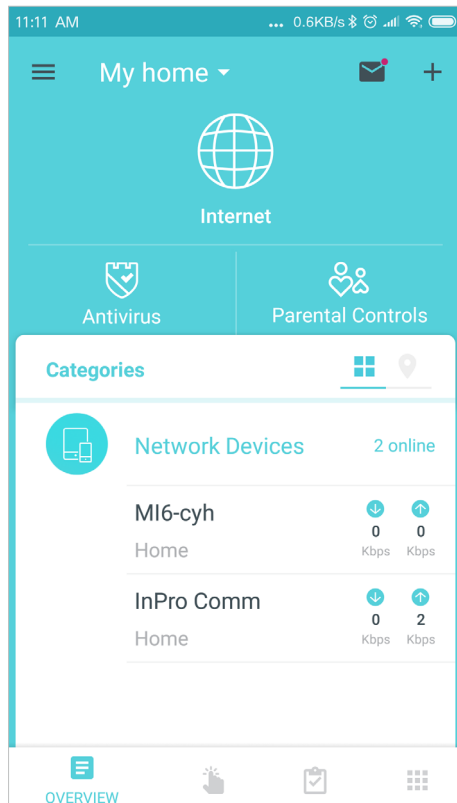 11:11 AM ... 0.6KB/s
My home
Internet
Antivirus Parental Controls
Categories
Network Devices 2 online
MI6-cyh
0 0
Home Kbps Kbps
InPro Comm
0 2
Home Kbps Kbps
OVERVIEW